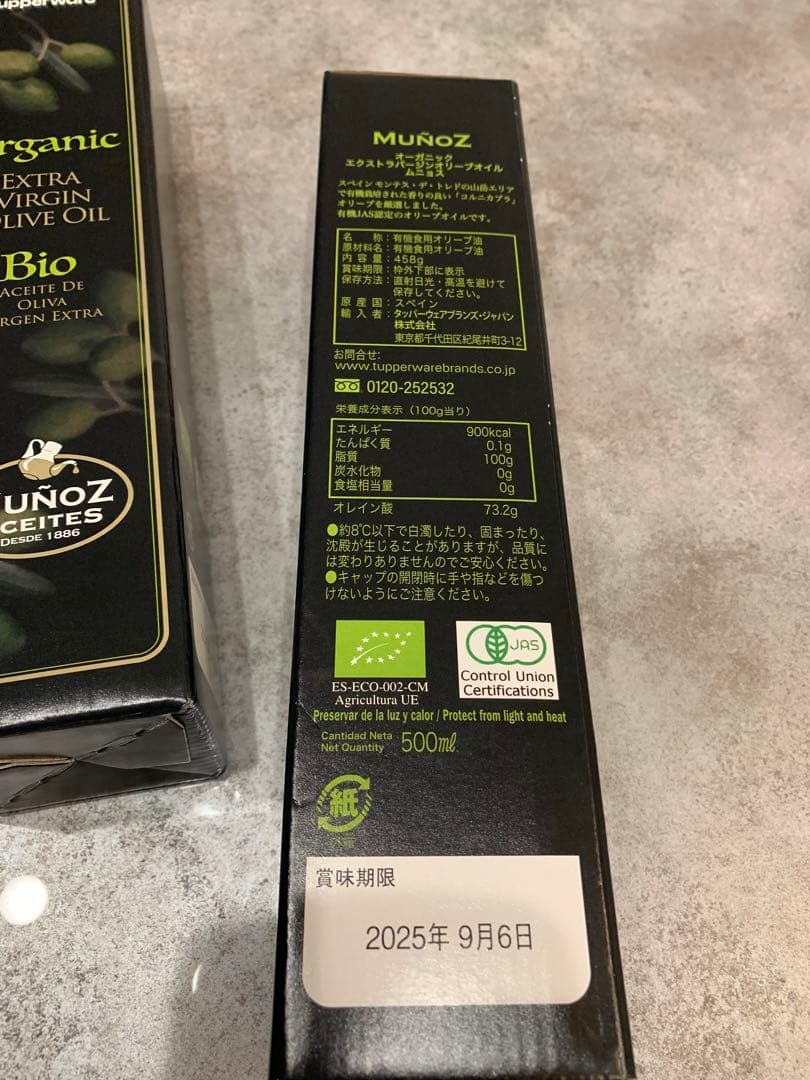 upperware
rganic
EXTRA
VIRGIN
OLIVE OIL
Bio
ACEITE DE
OLIVA
RGEN EXTRA
UÑOZ
CEITES
DESDE 1886
MUÑOZ
オーガニック
エクストラバージンオリーブオイル
ムニョス
スペイン モンテス・デ・トレドの山岳エリア
で有機栽培された香りの良い「コルニカブラ」
オリーブを厳選しました。
有機JAS認定のオリーブオイルです。
名 称：有機食用オリーブ油
原材料名：有機食用オリーブ油
内 容 量：458g
賞味期限：枠外下部に表示
保存方法：直射日光・高温を避けて
保存してください。
原 産 国：スペイン
輸 入 者：タッパーウェアブランズ・ジャパン
株式会社
東京都千代田区紀尾井町3-12
お問合せ:
www.tupperwarebrands.co.jp
0120-252532
栄養成分表示（100g当り）
エネルギー 900kcal
たんぱく質 0.1g
脂質 100g
炭水化物 0g
食塩相当量 0g
オレイン酸 73.2g
●約8℃以下で白濁したり、固まったり、
沈殿が生じることがありますが、品質に
は変わりありませんのでご安心ください。
●キャップの開閉時に手や指などを傷つ
けないようにご注意ください。
JAS
ES-ECO-002-CM
Agricultura UE
Control Union
Certifications
Preservar de la luz y calor / Protect from light and heat
Cantidad Neta
Net Quantity 500ml
紙
賞味期限
2025年 9月6日